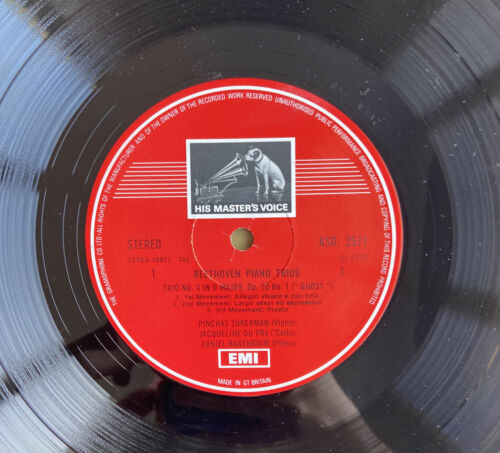 THE GRAMOPHONE CO LTD · ALL RIGHTS OF THE MANUFACTURER AND OF THE OWNER OF THE RECORDED WORK RESERVED UNAUTHORISED PUBLIC PERFORMANCE BROADCASTING AND COPYING OF THIS RECORD PROHIBITED
HIS MASTER'S VOICE
STEREO
ASD. 2571
1
1
BEETHOVEN PIANO TRIOS
TRIO NO. 4 IN D MAJOR, Op. 70 No. 1 ("GHOST")
1. 1st Movement: Allegro vivace e con brio
2. 2nd Movement: Largo assai ed espressivo
3. 3rd Movement: Presto
PINCHAS ZUKERMAN (Violin),
JACQUELINE DU PRE ('Cello),
DANIEL BARENBOIM (Piano)
EMI
MADE IN GT BRITAIN